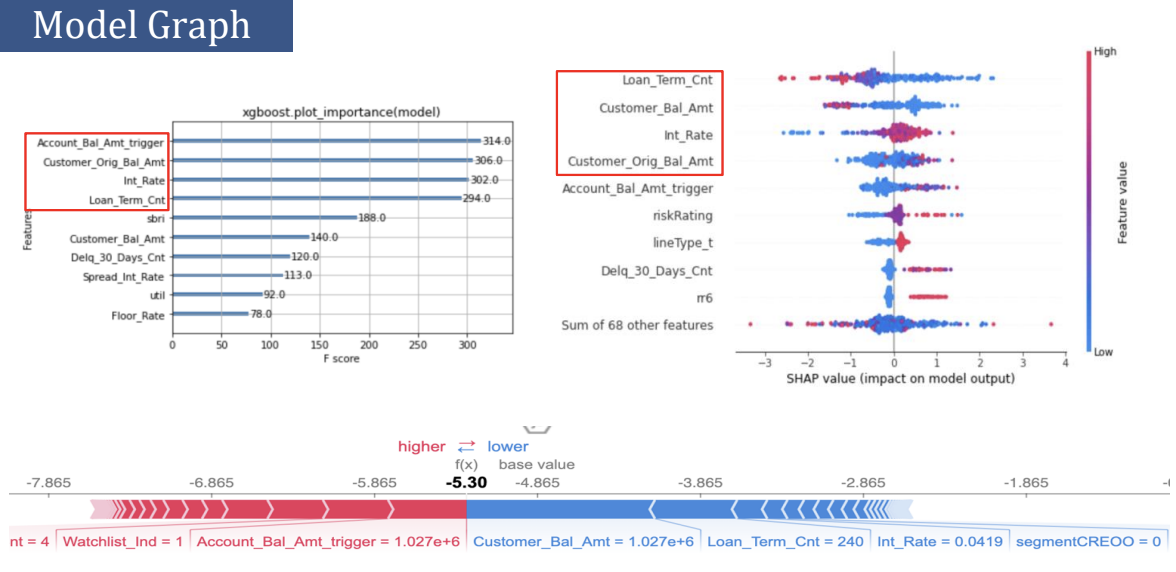 Model Graph
xgboost.plot_importance(model)
Features
Account_Bal_Amt_trigger
314.0
Customer_Orig_Bal_Amt
306.0
Int_Rate
302.0
Loan_Term_Cnt
294.0
sbri
188.0
Customer_Bal_Amt
140.0
Delq_30_Days_Cnt
120.0
Spread_Int_Rate
113.0
util
92.0
Floor_Rate
78.0
0 50 100 150 200 250 300
F score
High
Loan_Term_Cnt
Customer_Bal_Amt
Int_Rate
Customer_Orig_Bal_Amt
Account_Bal_Amt_trigger
riskRating
lineType_t
Delq_30_Days_Cnt
rr6
Sum of 68 other features
Feature value
Low
−3 −2 −1 0 1 2 3 4
SHAP value (impact on model output)
higher ⇄ lower
f(x) base value
-7.865 -6.865 -5.865 -5.30 -4.865 -3.865 -2.865 -1.865
nt = 4 Watchlist_Ind = 1 Account_Bal_Amt_trigger = 1.027e+6 Customer_Bal_Amt = 1.027e+6 Loan_Term_Cnt = 240 Int_Rate = 0.0419 segmentCREOO = 0